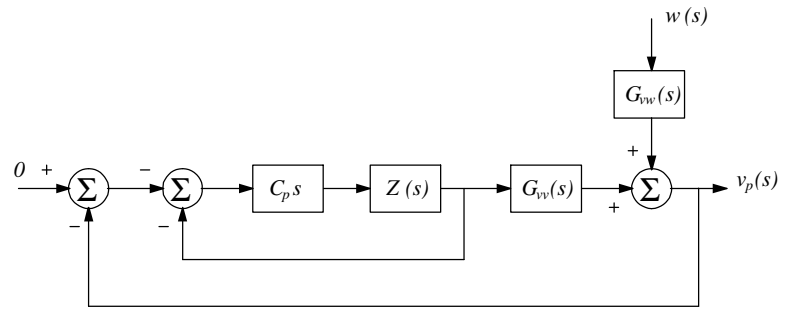 w(s)
G_vw(s)
+
0 + − +
Σ Σ C_p s Z(s) G_vv(s) Σ v_p(s)
− − +